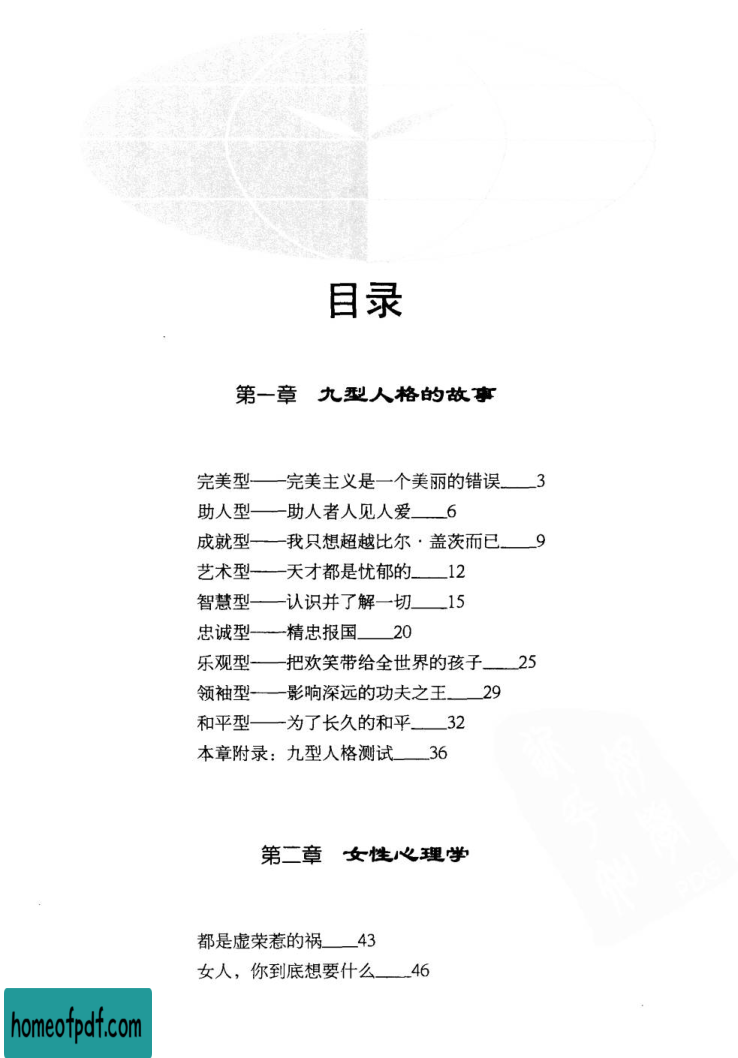 目录
第一章 九型人格的故事
完美型——完美主义是一个美丽的错误____3
助人型——助人者人见人爱____6
成就型——我只想超越比尔·盖茨而已____9
艺术型——天才都是忧郁的____12
智慧型——认识并了解一切____15
忠诚型——精忠报国____20
乐观型——把欢笑带给全世界的孩子____25
领袖型——影响深远的功夫之王____29
和平型——为了长久的和平____32
本章附录：九型人格测试____36
第二章 女性心理学
都是虚荣惹的祸____43
女人，你到底想要什么____46
homeofpdf.com